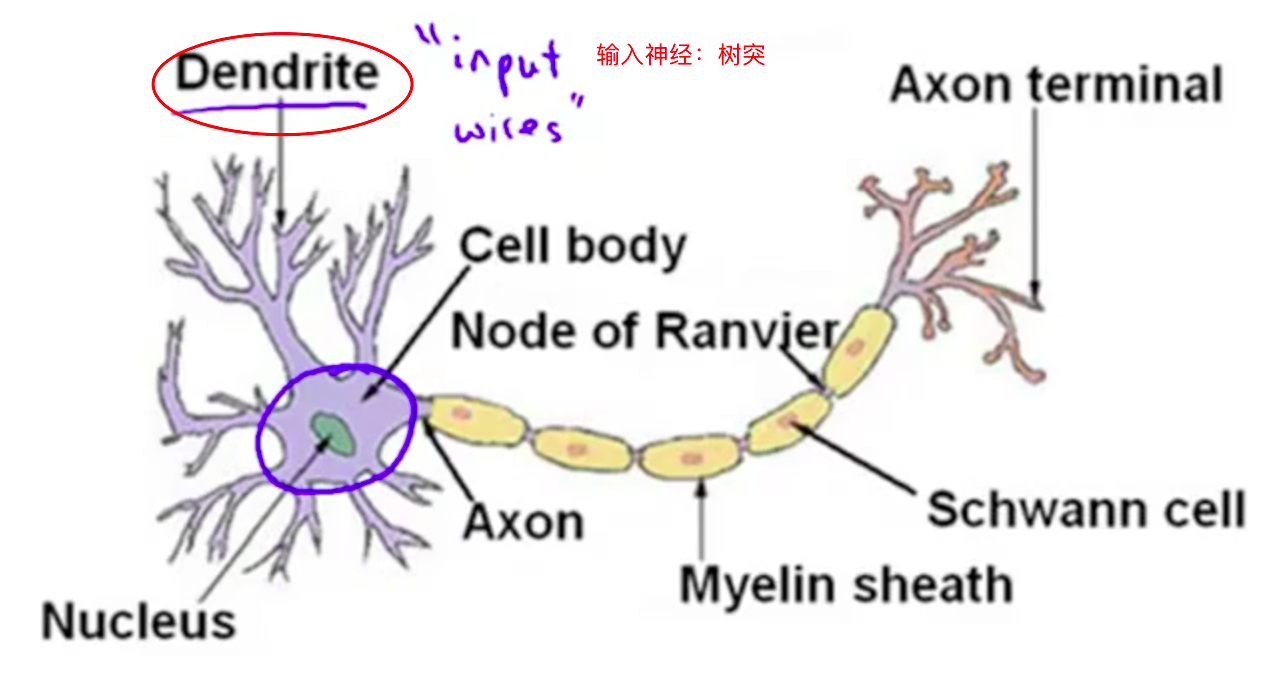 Dendrite
"input
wires"
输入神经：树突
Axon terminal
Cell body
Node of Ranvier
Axon
Schwann cell
Myelin sheath
Nucleus